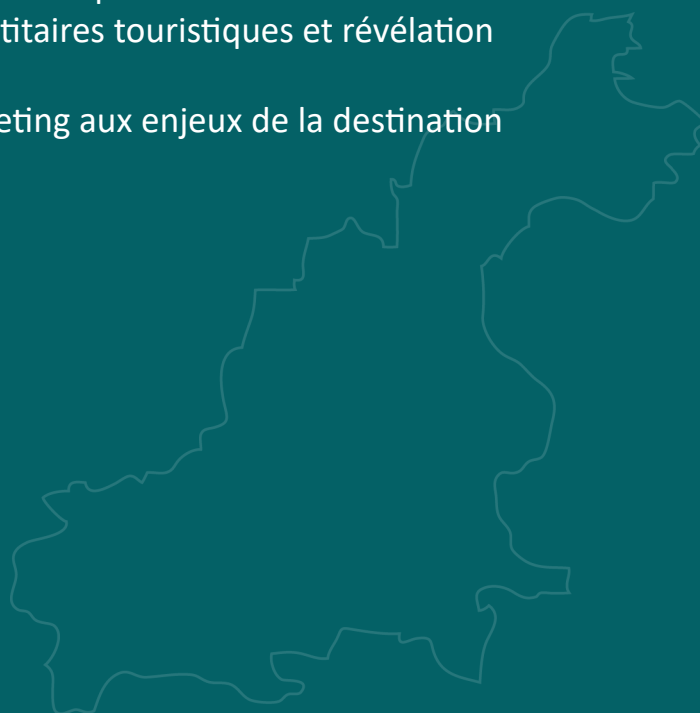 titaires touristiques et révélation
eting aux enjeux de la destination